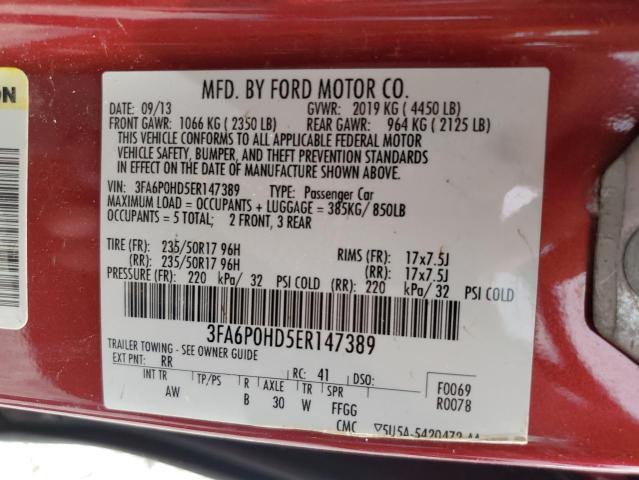 ON
MFD. BY FORD MOTOR CO.
DATE: 09/13 GVWR: 2019 KG ( 4450 LB)
FRONT GAWR: 1066 KG ( 2350 LB) REAR GAWR: 964 KG ( 2125 LB)
THIS VEHICLE CONFORMS TO ALL APPLICABLE FEDERAL MOTOR
VEHICLE SAFETY, BUMPER, AND THEFT PREVENTION STANDARDS
IN EFFECT ON THE DATE OF MANUFACTURE SHOWN ABOVE.
VIN: 3FA6P0HD5ER147389 TYPE: Passenger Car
MAXIMUM LOAD = OCCUPANTS + LUGGAGE = 385KG/ 850LB
OCCUPANTS = 5 TOTAL; 2 FRONT, 3 REAR
TIRE (FR): 235/50R17 96H RIMS (FR): 17x7.5J
(RR): 235/50R17 96H (RR): 17x7.5J
PRESSURE (FR): 220 kPa/ 32 PSI COLD (RR): 220 kPa/ 32 PSI COLD
3FA6P0HD5ER147389
TRAILER TOWING - SEE OWNER GUIDE
EXT PNT: RR RC: 41 DSO: F0069
INT TR TP/PS R AXLE TR SPR R0078
AW B 30 W FFGG
CMC ▽5U5A-5420472-AA